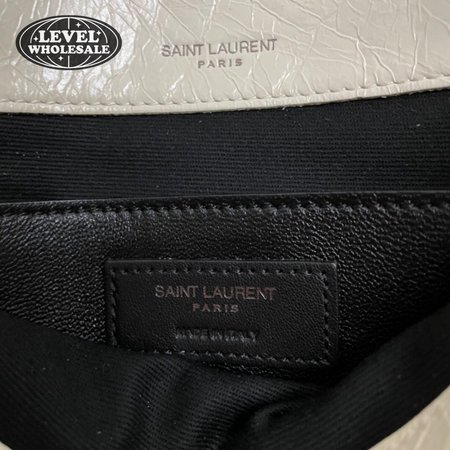 LEVEL
WHOLESALE
SAINT LAURENT
PARIS
SAINT LAURENT
PARIS
MADE IN ITALY